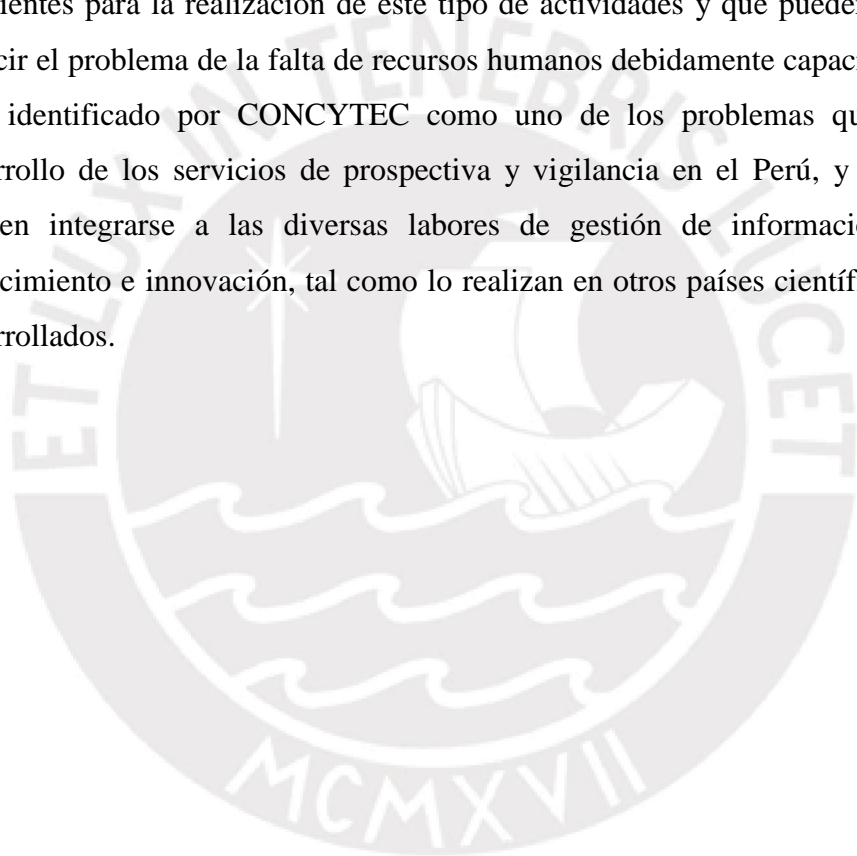 ientes para la realización de este tipo de actividades y que pueden
cir el problema de la falta de recursos humanos debidamente capaci
identificado por CONCYTEC como uno de los problemas qu
rrollo de los servicios de prospectiva y vigilancia en el Perú, y
en integrarse a las diversas labores de gestión de informació
cimiento e innovación, tal como lo realizan en otros países científi
rrollados.
ET LUX IN TENEBRIS LUCET
MCMXVII